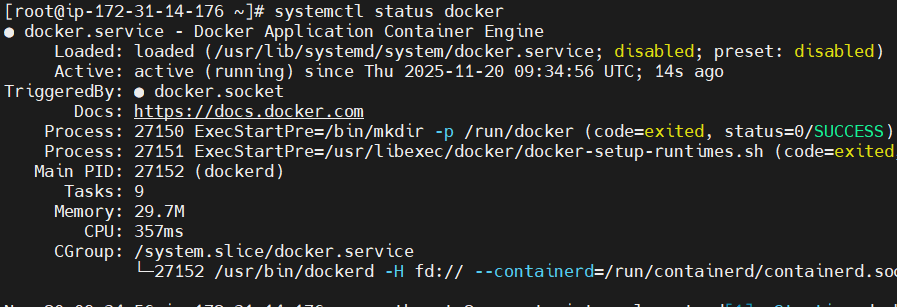 [root@ip-172-31-14-176 ~]# systemctl status docker
● docker.service - Docker Application Container Engine
Loaded: loaded (/usr/lib/systemd/system/docker.service; disabled; preset: disabled)
Active: active (running) since Thu 2025-11-20 09:34:56 UTC; 14s ago
TriggeredBy: ● docker.socket
Docs: https://docs.docker.com
Process: 27150 ExecStartPre=/bin/mkdir -p /run/docker (code=exited, status=0/SUCCESS)
Process: 27151 ExecStartPre=/usr/libexec/docker/docker-setup-runtimes.sh (code=exited,
Main PID: 27152 (dockerd)
Tasks: 9
Memory: 29.7M
CPU: 357ms
CGroup: /system.slice/docker.service
└─27152 /usr/bin/dockerd -H fd:// --containerd=/run/containerd/containerd.soc